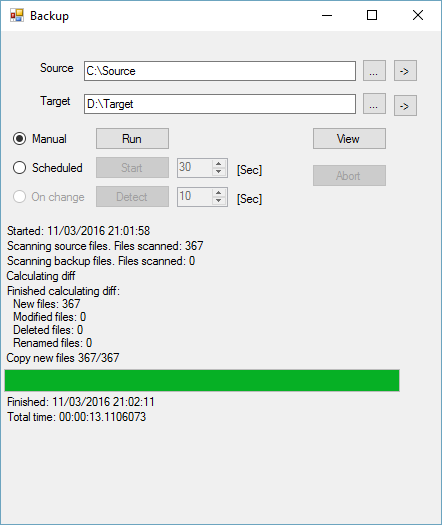 Backup
Source C:\Source ... ->
Target D:\Target ... ->
Manual Run View
Scheduled Start 30 [Sec] Abort
On change Detect 10 [Sec]
Started: 11/03/2016 21:01:58
Scanning source files. Files scanned: 367
Scanning backup files. Files scanned: 0
Calculating diff
Finished calculating diff:
New files: 367
Modified files: 0
Deleted files: 0
Renamed files: 0
Copy new files 367/367
Finished: 11/03/2016 21:02:11
Total time: 00:00:13.1106073